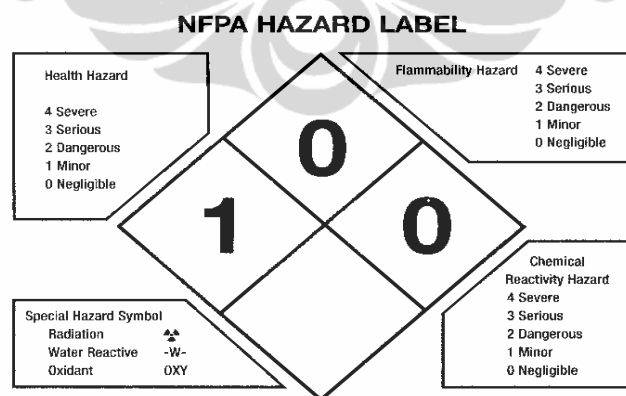 NFPA HAZARD LABEL
Health Hazard
4 Severe
3 Serious
2 Dangerous
1 Minor
0 Negligible
Flammability Hazard 4 Severe
3 Serious
2 Dangerous
1 Minor
0 Negligible
0
1
0
Special Hazard Symbol
Radiation
Water Reactive -W-
Oxidant OXY
Chemical
Reactivity Hazard
4 Severe
3 Serious
2 Dangerous
1 Minor
0 Negligible